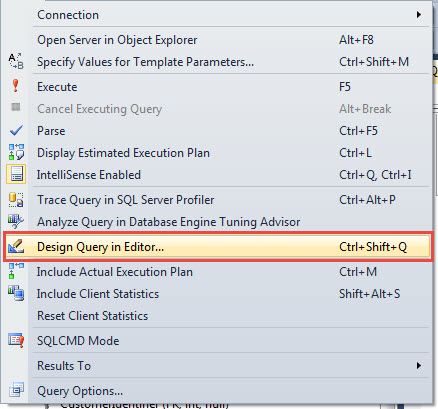 Connection
Open Server in Object Explorer Alt+F8
Specify Values for Template Parameters... Ctrl+Shift+M
Execute F5
Cancel Executing Query Alt+Break
Parse Ctrl+F5
Display Estimated Execution Plan Ctrl+L
IntelliSense Enabled Ctrl+Q, Ctrl+I
Trace Query in SQL Server Profiler Ctrl+Alt+P
Analyze Query in Database Engine Tuning Advisor
Design Query in Editor... Ctrl+Shift+Q
Include Actual Execution Plan Ctrl+M
Include Client Statistics Shift+Alt+S
Reset Client Statistics
SQLCMD Mode
Results To
Query Options...